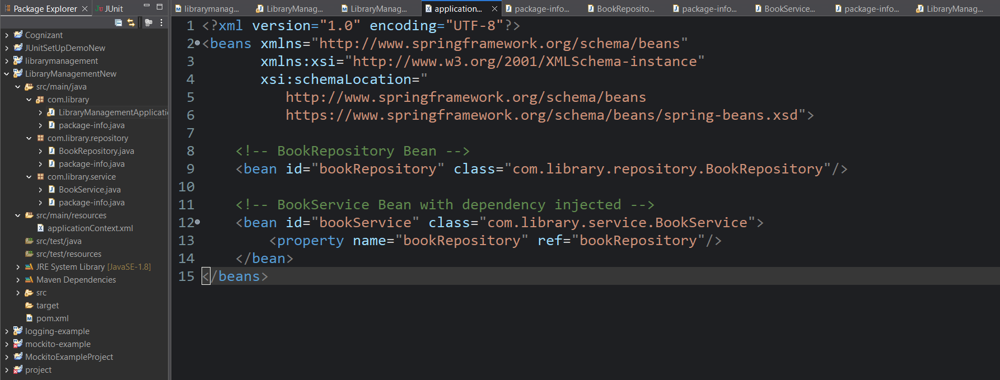 Package Explorer
JUnit
librarymanag...
LibraryManag...
LibraryManag...
application...
package-info...
BookReposito...
package-info...
BookService...
package-info...
LibraryManag...
Cognizant
JUnitSetUpDemoNew
librarymanagement
LibraryManagementNew
src/main/java
com.library
LibraryManagementApplicati
package-info.java
com.library.repository
BookRepository.java
package-info.java
com.library.service
BookService.java
package-info.java
src/main/resources
applicationContext.xml
src/test/java
src/test/resources
JRE System Library [JavaSE-1.8]
Maven Dependencies
src
target
pom.xml
logging-example
mockito-example
MockitoExampleProject
project
1 <?xml version="1.0" encoding="UTF-8"?>
2 <beans xmlns="http://www.springframework.org/schema/beans"
3 xmlns:xsi="http://www.w3.org/2001/XMLSchema-instance"
4 xsi:schemaLocation="
5 http://www.springframework.org/schema/beans
6 https://www.springframework.org/schema/beans/spring-beans.xsd">
7
8 <!-- BookRepository Bean -->
9 <bean id="bookRepository" class="com.library.repository.BookRepository"/>
10
11 <!-- BookService Bean with dependency injected -->
12 <bean id="bookService" class="com.library.service.BookService">
13 <property name="bookRepository" ref="bookRepository"/>
14 </bean>
15 </beans>